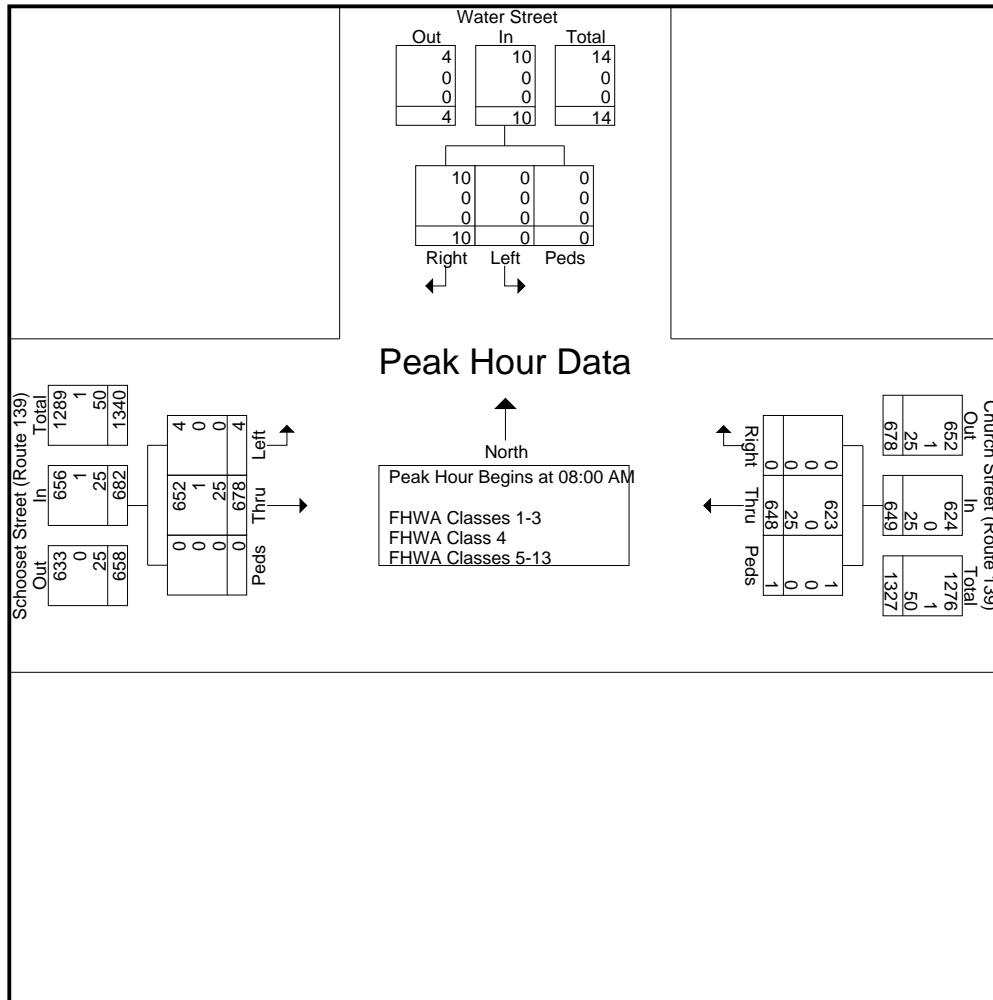 Water Street
Out In Total
4 10 14
0 0 0
0 0 0
4 10 14
10 0 0
0 0 0
0 0 0
10 0 0
Right Left Peds
Peak Hour Data
North
Peak Hour Begins at 08:00 AM
FHWA Classes 1-3
FHWA Class 4
FHWA Classes 5-13
Schooset Street (Route 139)
Out In Total
633 656 1289
0 1 1
25 25 50
658 682 1340
Peds Thru Left
0 652 4
0 1 0
0 25 0
0 678 4
Church Street (Route 139)
Out In Total
652 624 1276
1 0 1
25 25 50
678 649 1327
Right Thru Peds
0 623 1
0 0 0
0 25 0
0 648 1